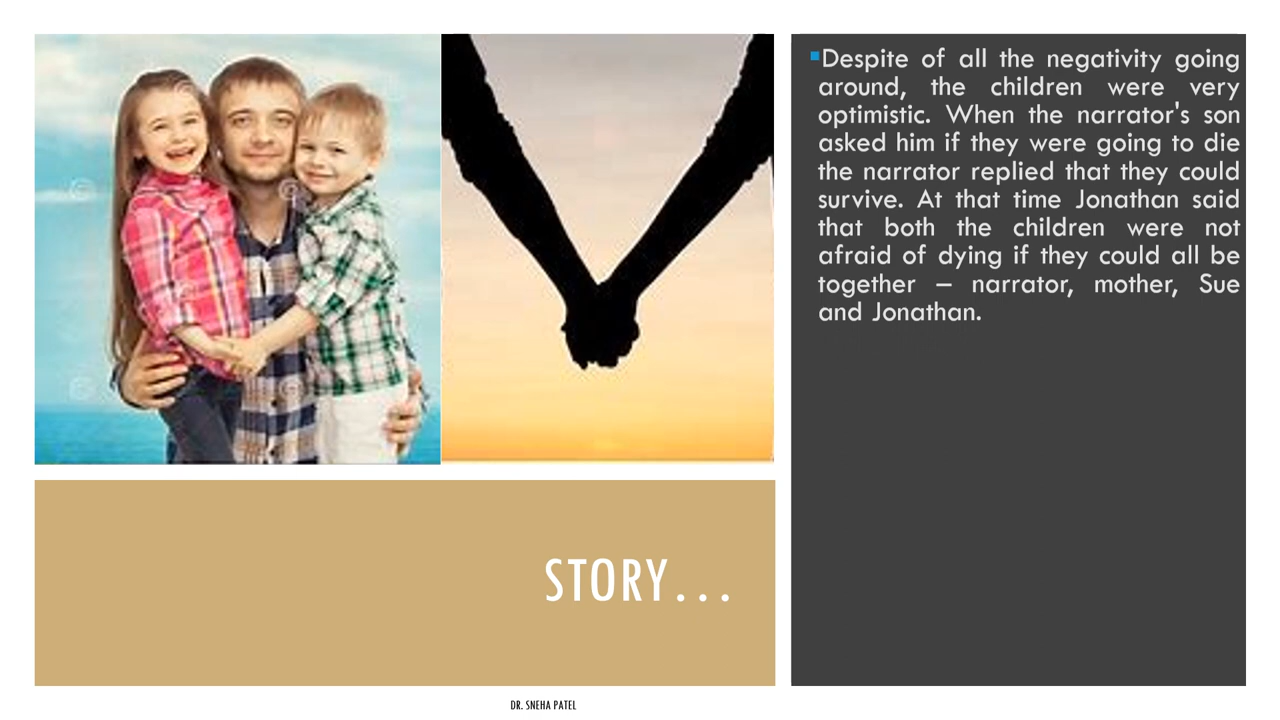 ▪Despite of all the negativity going
around, the children were very
optimistic. When the narrator's son
asked him if they were going to die
the narrator replied that they could
survive. At that time Jonathan said
that both the children were not
afraid of dying if they could all be
together – narrator, mother, Sue
and Jonathan.
STORY...
DR. SNEHA PATEL